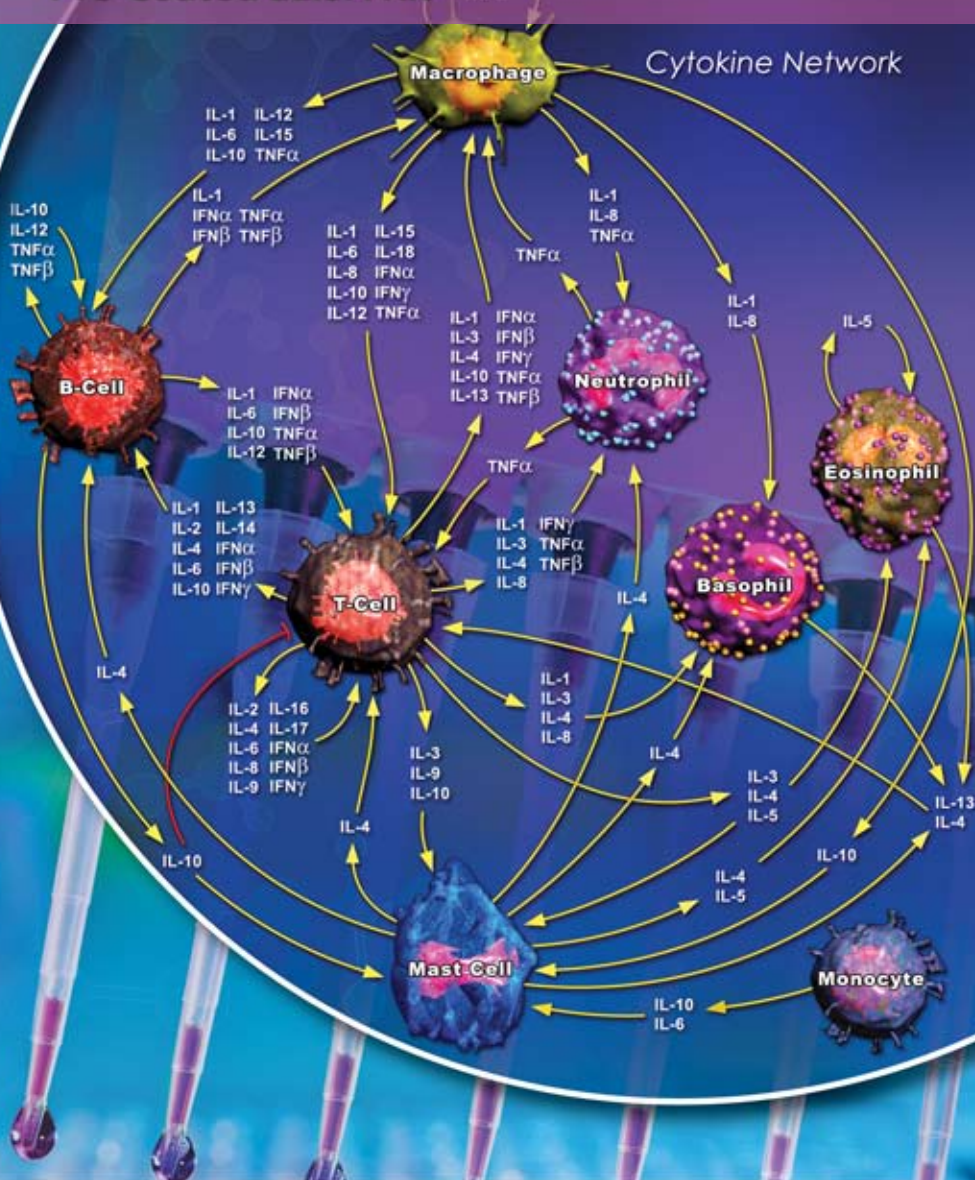 Cytokine Network
Macrophage
IL-1 IL-12
IL-6 IL-15
IL-10 TNFα
IL-1
IFNα TNFα
IFNβ TNFβ
IL-10
IL-12
TNFα
TNFβ
IL-1 IL-15
IL-6 IL-18
IL-8 IFNα
IL-10 IFNγ
IL-12 TNFα
IL-1
IL-8
TNFα
TNFα
IL-1 IFNα
IL-3 IFNβ
IL-4 IFNγ
IL-10 TNFα
IL-13 TNFβ
IL-1
IL-8
IL-5
B-Cell
Neutrophil
Eosinophil
IL-1 IFNα
IL-6 IFNβ
IL-10 TNFα
IL-12 TNFβ
TNFα
IL-1 IL-13
IL-2 IL-14
IL-4 IFNα
IL-6 IFNβ
IL-10 IFNγ
IL-1 IFNγ
IL-3 TNFα
IL-4 TNFβ
IL-8
T-Cell
Basophil
IL-4
IL-4
IL-2 IL-16
IL-4 IL-17
IL-6 IFNα
IL-8 IFNβ
IL-9 IFNγ
IL-1
IL-3
IL-4
IL-8
IL-3
IL-9
IL-10
IL-4
IL-3
IL-4
IL-5
IL-13
IL-4
IL-4
IL-10
IL-10
IL-4
IL-5
Mast Cell
Monocyte
IL-10
IL-6